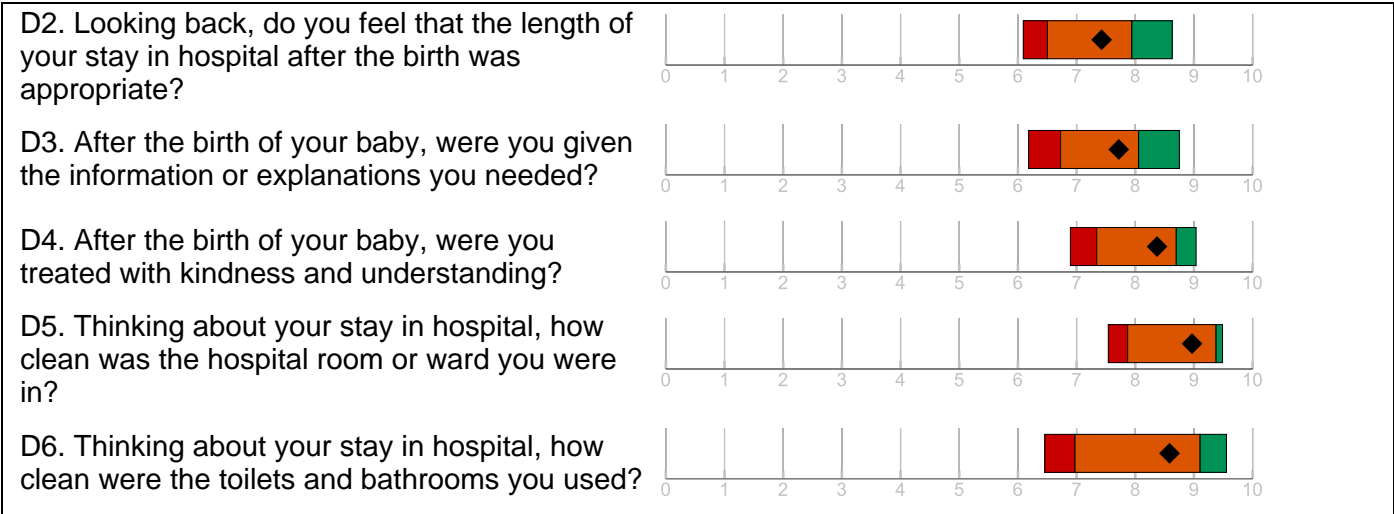 D2. Looking back, do you feel that the length of
your stay in hospital after the birth was
appropriate?
0 1 2 3 4 5 6 7 8 9 10
D3. After the birth of your baby, were you given
the information or explanations you needed?
0 1 2 3 4 5 6 7 8 9 10
D4. After the birth of your baby, were you
treated with kindness and understanding?
0 1 2 3 4 5 6 7 8 9 10
D5. Thinking about your stay in hospital, how
clean was the hospital room or ward you were
in?
0 1 2 3 4 5 6 7 8 9 10
D6. Thinking about your stay in hospital, how
clean were the toilets and bathrooms you used?
0 1 2 3 4 5 6 7 8 9 10